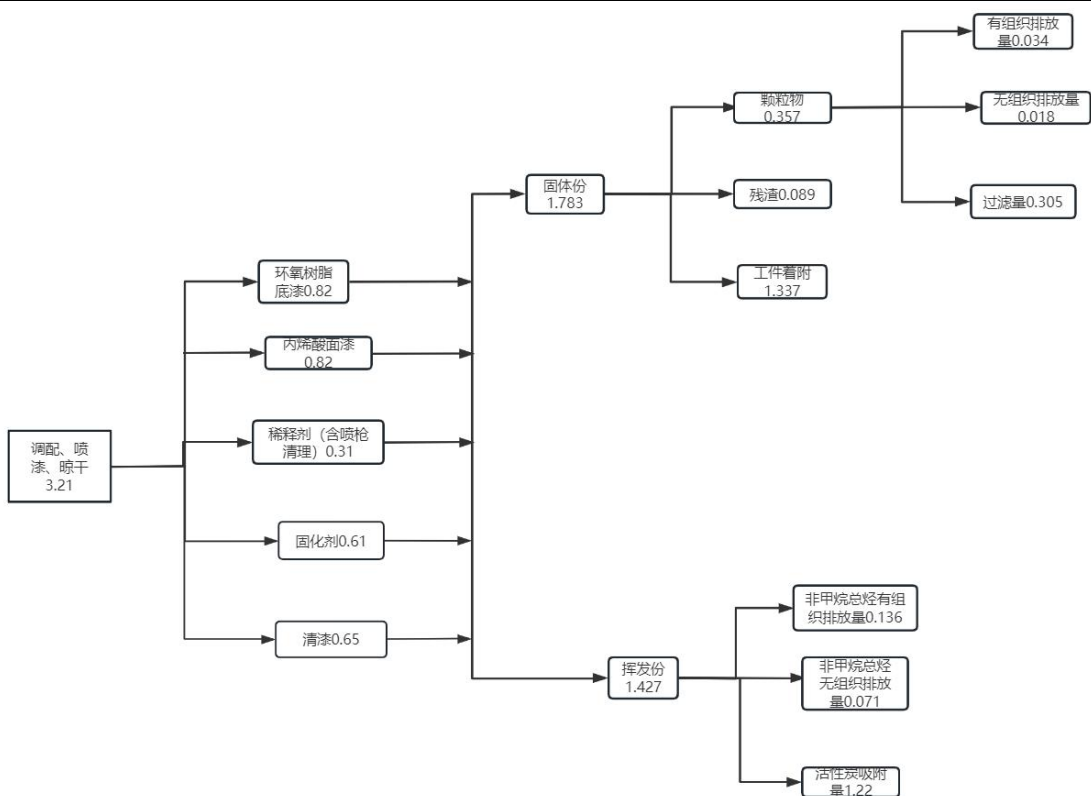 调配、喷
漆、晾干
3.21
环氧树脂
底漆0.82
丙烯酸面漆
0.82
稀释剂（含喷枪
清理）0.31
固化剂0.61
清漆0.65
固体份
1.783
挥发份
1.427
颗粒物
0.357
残渣0.089
工件着附
1.337
有组织排放
量0.034
无组织排放量
0.018
过滤量0.305
非甲烷总烃有组
织排放量0.136
非甲烷总烃
无组织排放
量0.071
活性炭吸附
量1.22